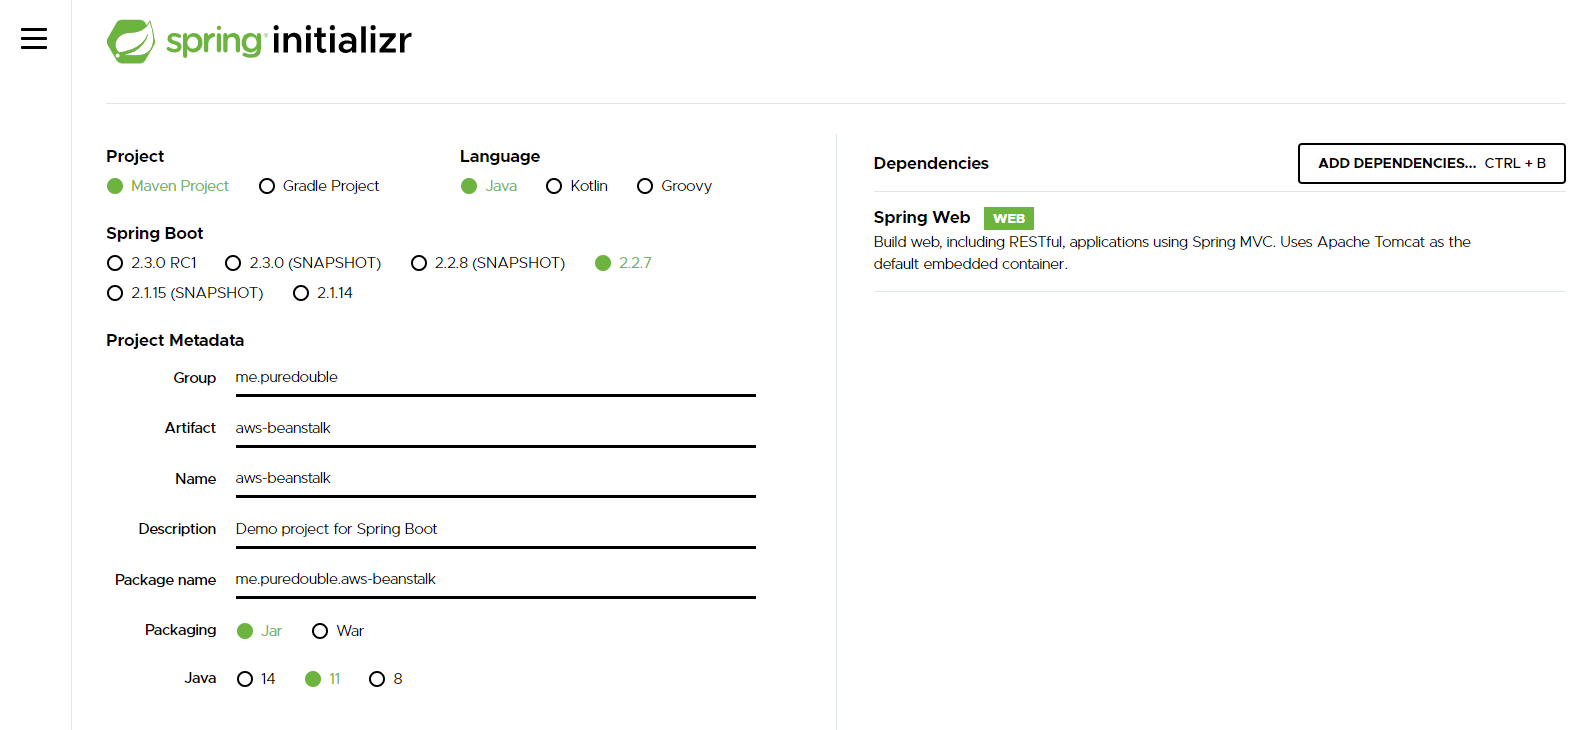 spring initializr
Project
Maven Project Gradle Project
Language
Java Kotlin Groovy
Spring Boot
2.3.0 RC1 2.3.0 (SNAPSHOT) 2.2.8 (SNAPSHOT) 2.2.7
2.1.15 (SNAPSHOT) 2.1.14
Project Metadata
Group me.puredouble
Artifact aws-beanstalk
Name aws-beanstalk
Description Demo project for Spring Boot
Package name me.puredouble.aws-beanstalk
Packaging Jar War
Java 14 11 8
Dependencies
ADD DEPENDENCIES... CTRL + B
Spring Web WEB
Build web, including RESTful, applications using Spring MVC. Uses Apache Tomcat as the
default embedded container.